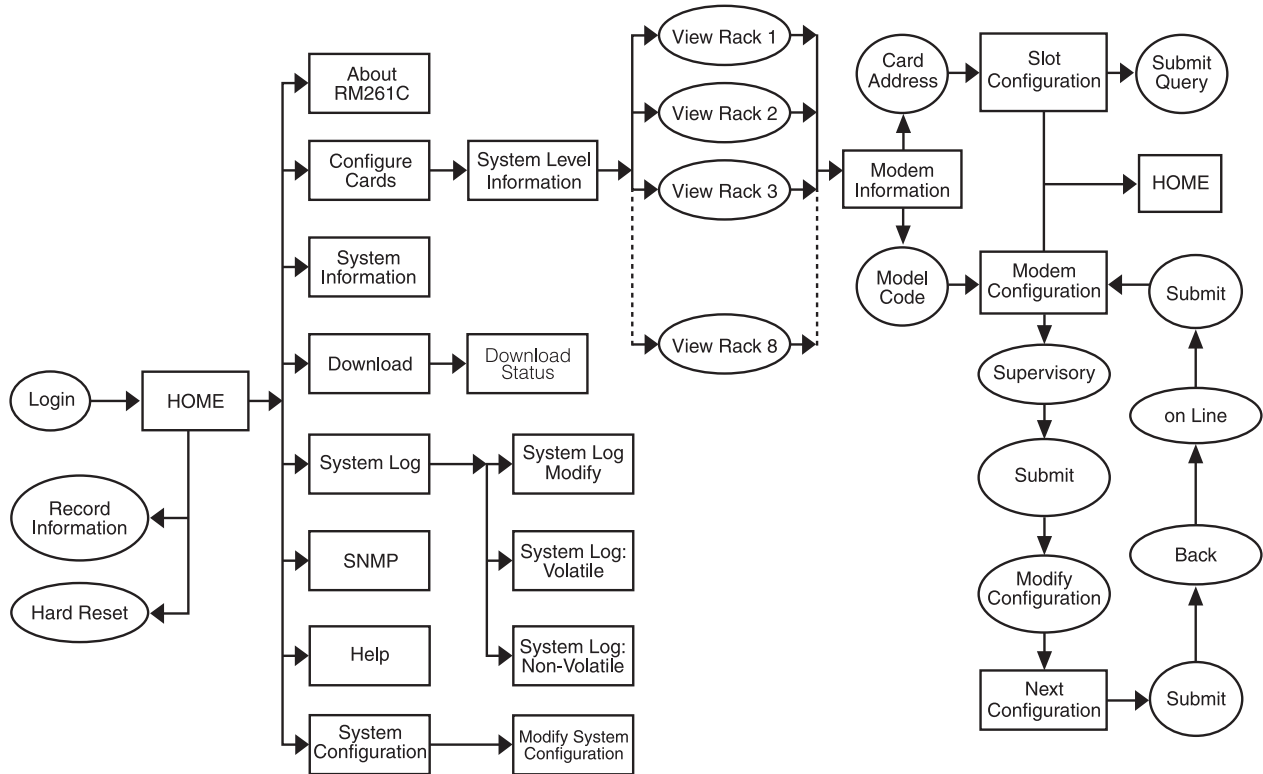 Login
HOME
Record
Information
Hard Reset
About
RM261C
Configure
Cards
System
Information
Download
System Log
SNMP
Help
System
Configuration
System Level
Information
Download
Status
System Log
Modify
System Log:
Volatile
System Log:
Non-Volatile
Modify System
Configuration
View Rack 1
View Rack 2
View Rack 3
View Rack 8
Modem
Information
Card
Address
Model
Code
Slot
Configuration
Submit
Query
HOME
Modem
Configuration
Supervisory
Submit
Modify
Configuration
Next
Configuration
Submit
Back
on Line
Submit